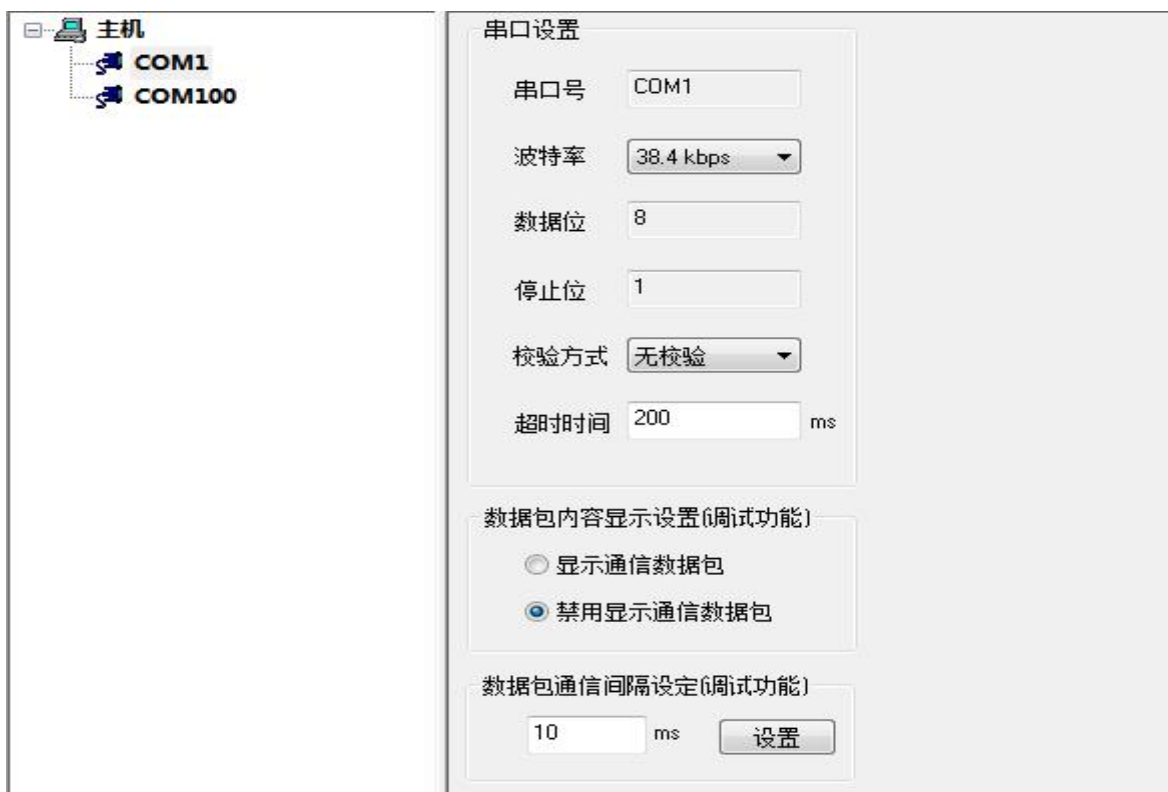 主机
COM1
COM100
串口设置
串口号 COM1
波特率 38.4 kbps
数据位 8
停止位 1
校验方式 无校验
超时时间 200 ms
数据包内容显示设置(调试功能)
显示通信数据包
禁用显示通信数据包
数据包通信间隔设定(调试功能)
10 ms 设置